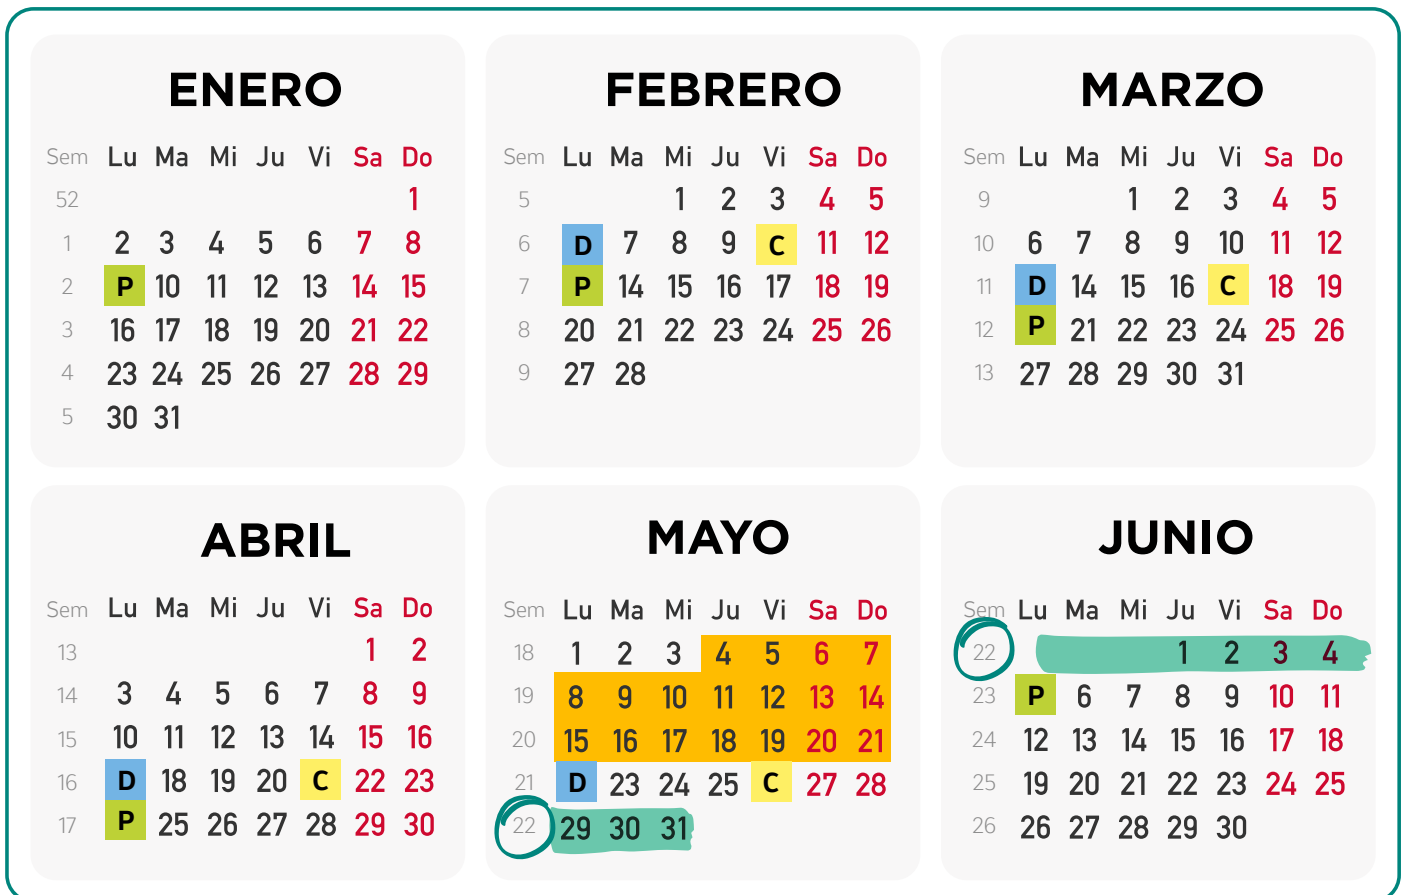 ENERO
Sem Lu Ma Mi Ju Vi Sa Do
52 1
1 2 3 4 5 6 7 8
2 P 10 11 12 13 14 15
3 16 17 18 19 20 21 22
4 23 24 25 26 27 28 29
5 30 31
FEBRERO
Sem Lu Ma Mi Ju Vi Sa Do
5 1 2 3 4 5
6 D 7 8 9 C 11 12
7 P 14 15 16 17 18 19
8 20 21 22 23 24 25 26
9 27 28
MARZO
Sem Lu Ma Mi Ju Vi Sa Do
9 1 2 3 4 5
10 6 7 8 9 10 11 12
11 D 14 15 16 C 18 19
12 P 21 22 23 24 25 26
13 27 28 29 30 31
ABRIL
Sem Lu Ma Mi Ju Vi Sa Do
13 1 2
14 3 4 5 6 7 8 9
15 10 11 12 13 14 15 16
16 D 18 19 20 C 22 23
17 P 25 26 27 28 29 30
MAYO
Sem Lu Ma Mi Ju Vi Sa Do
18 1 2 3 4 5 6 7
19 8 9 10 11 12 13 14
20 15 16 17 18 19 20 21
21 D 23 24 25 C 27 28
22 29 30 31
JUNIO
Sem Lu Ma Mi Ju Vi Sa Do
22 1 2 3 4
23 P 6 7 8 9 10 11
24 12 13 14 15 16 17 18
25 19 20 21 22 23 24 25
26 26 27 28 29 30